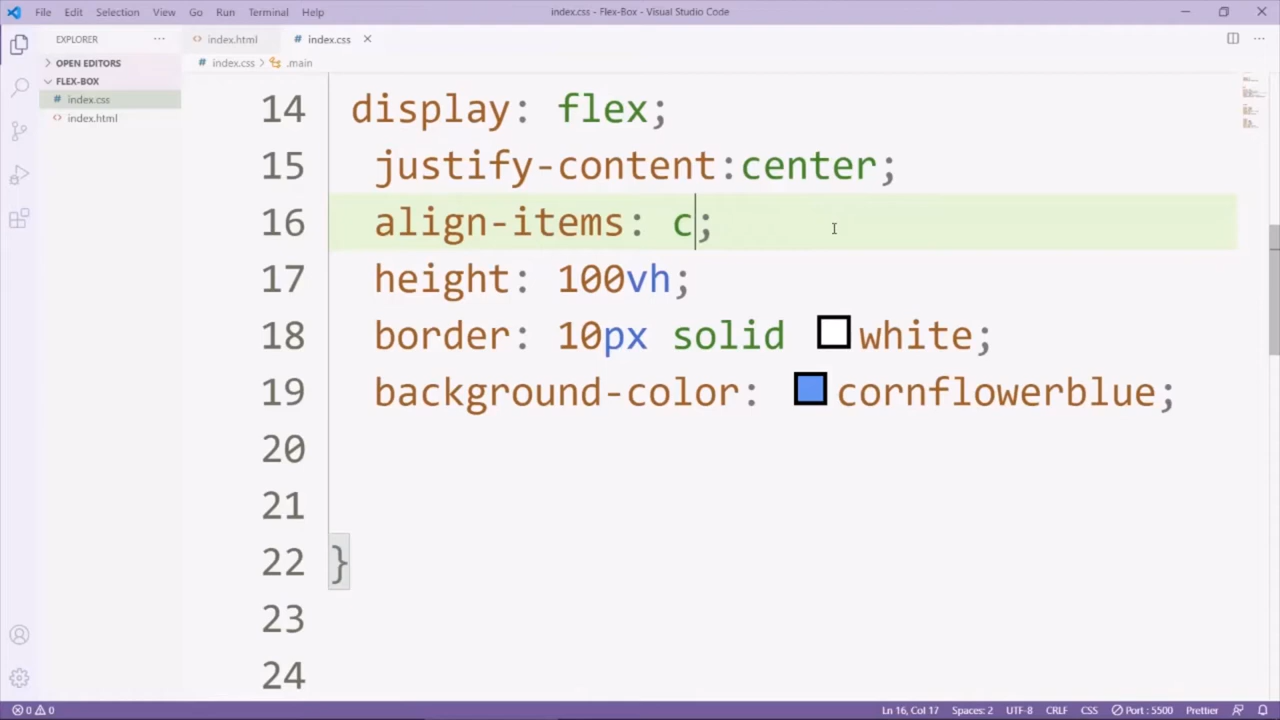 File Edit Selection View Go Run Terminal Help index.css - Flex-Box - Visual Studio Code
EXPLORER ··· <> index.html # index.css ×
> OPEN EDITORS # index.css > .main
FLEX-BOX
# index.css
<> index.html
14 display: flex;
15 justify-content:center;
16 align-items: c;
17 height: 100vh;
18 border: 10px solid white;
19 background-color: cornflowerblue;
20
21
22 }
23
24
0 0 Ln 16, Col 17 Spaces: 2 UTF-8 CRLF CSS Port : 5500 Prettier